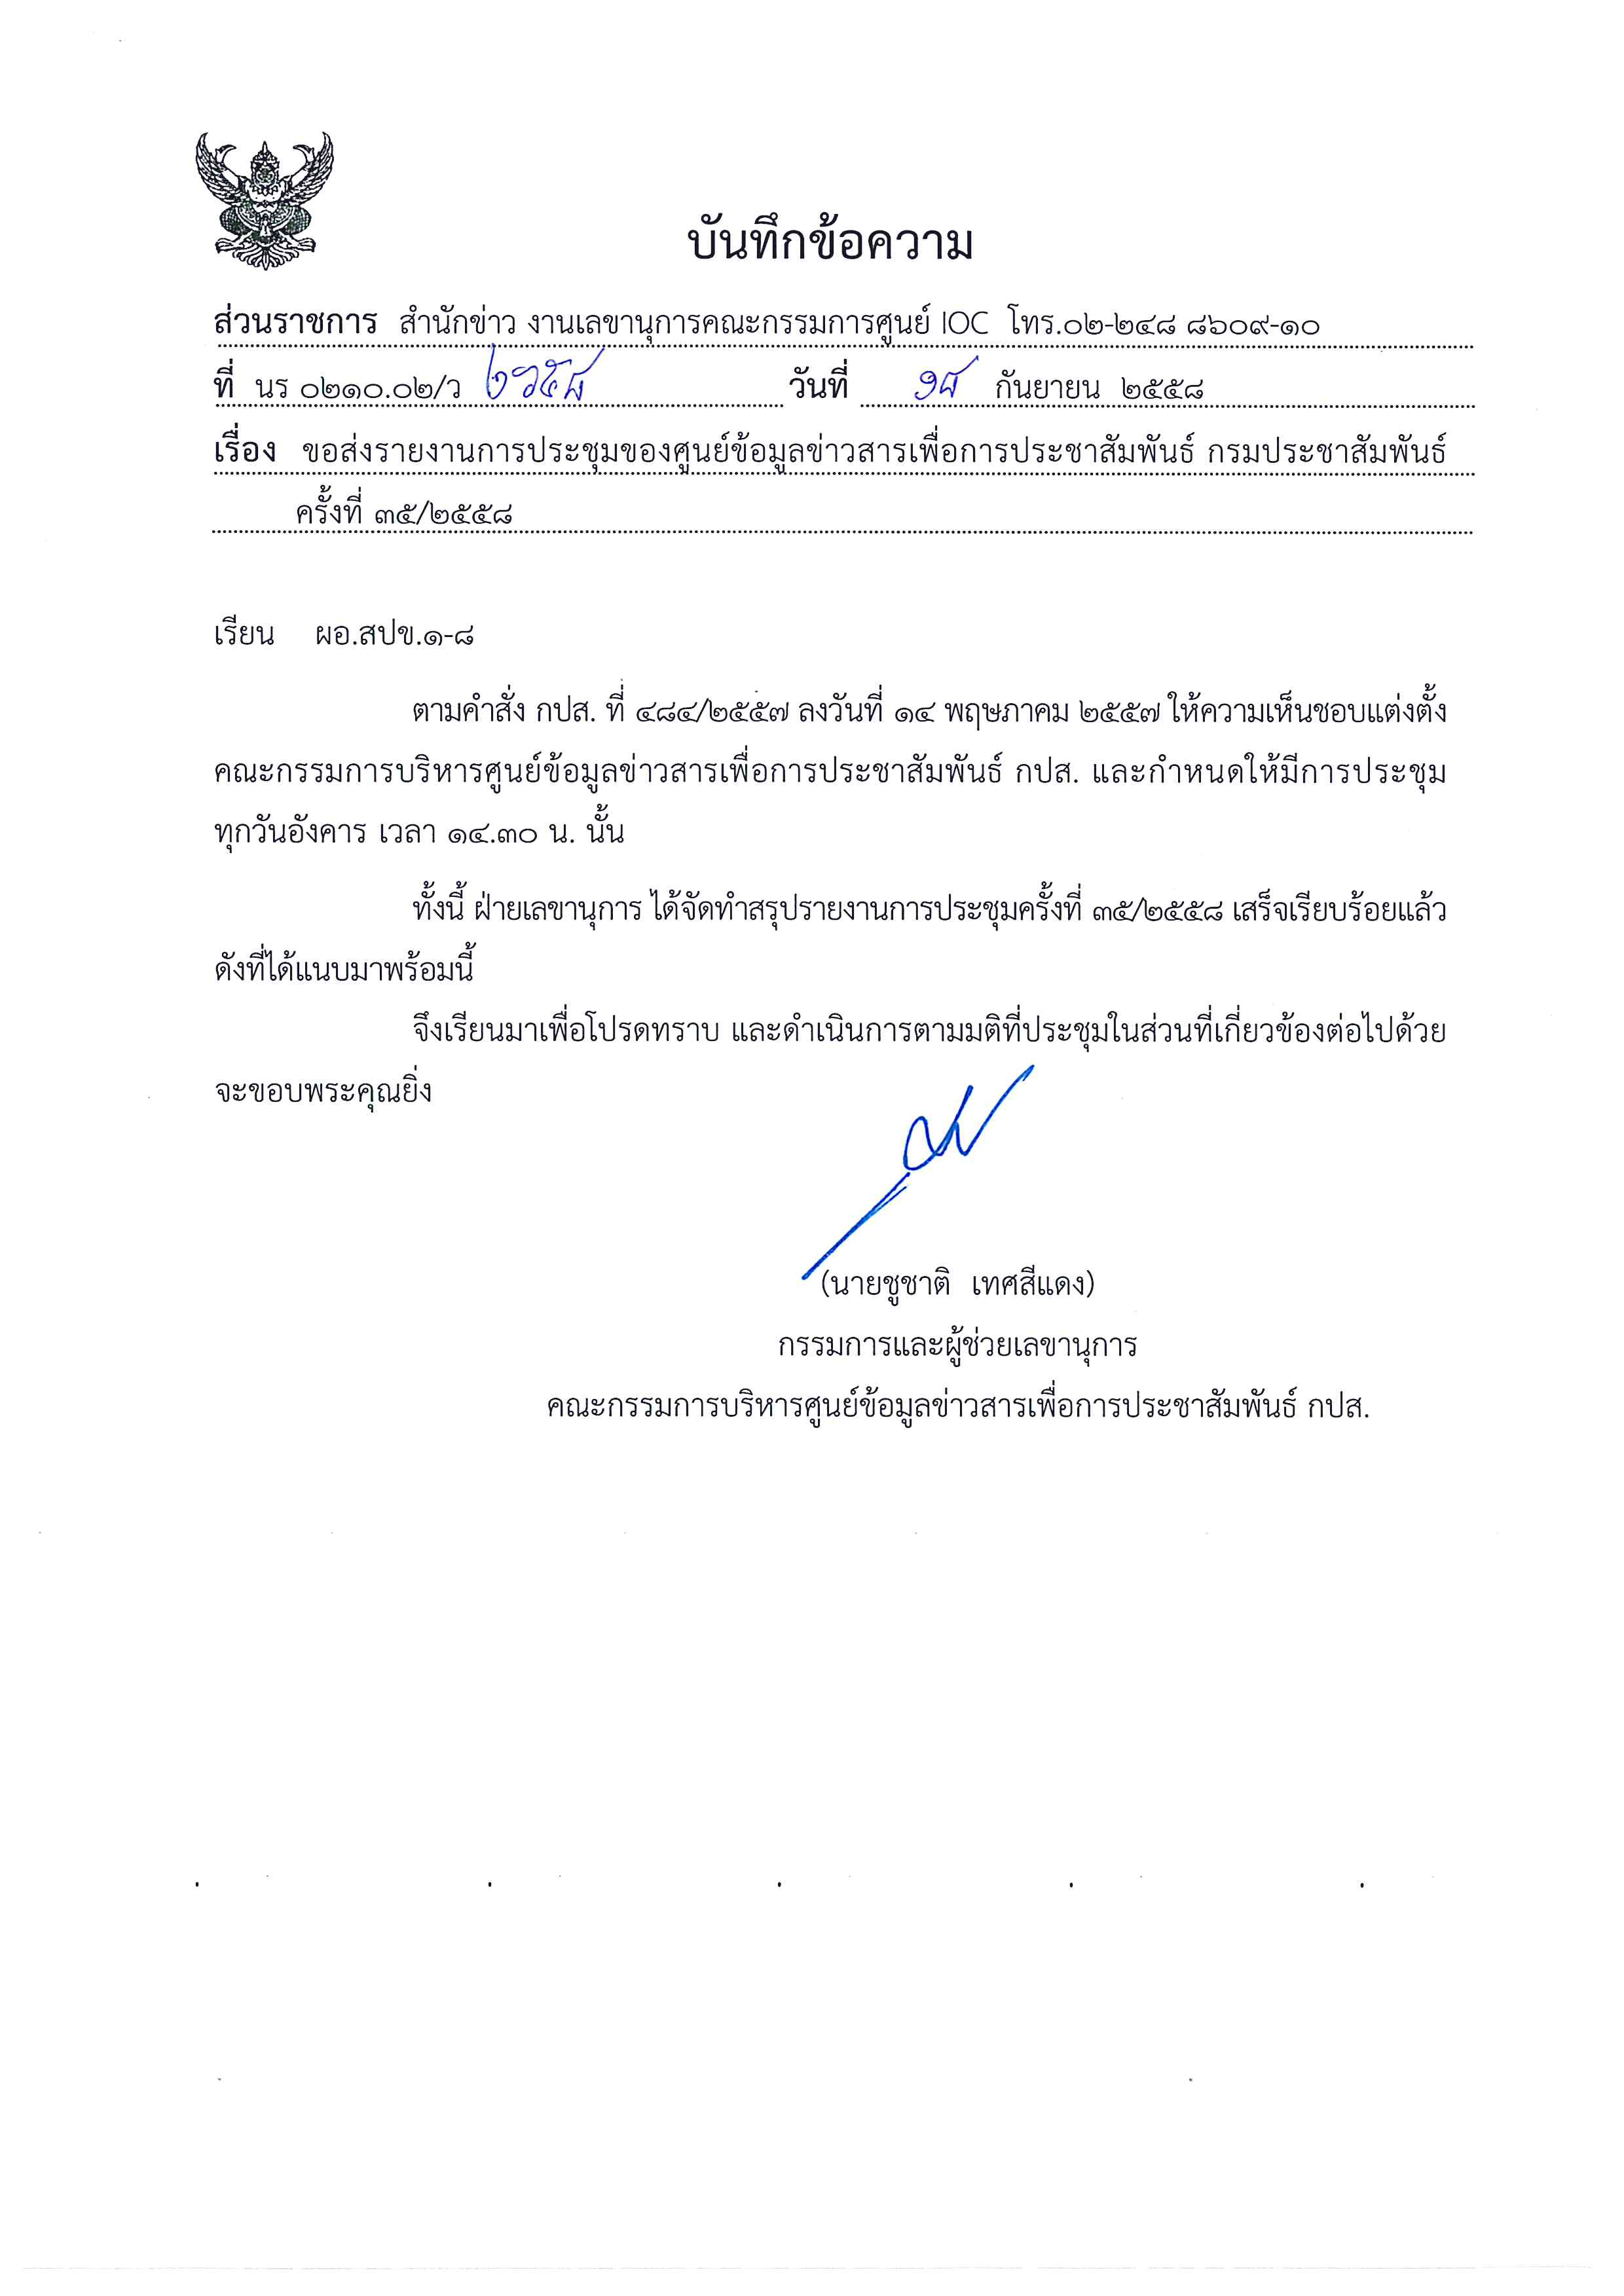 บันทึกข้อความ
ส่วนราชการ สำนักข่าว งานเลขานุการคณะกรรมการศูนย์ IOC โทร.๐๒-๒๔๘ ๘๖๐๙-๑๐
ที่ นร ๐๒๑๐.๐๒/ว วันที่ ๑๘ กันยายน ๒๕๕๘
เรื่อง ขอส่งรายงานการประชุมของศูนย์ข้อมูลข่าวสารเพื่อการประชาสัมพันธ์ กรมประชาสัมพันธ์
ครั้งที่ ๓๕/๒๕๕๘
เรียน ผอ.สปข.๑-๘
ตามคำสั่ง กปส. ที่ ๔๘๔/๒๕๕๗ ลงวันที่ ๑๔ พฤษภาคม ๒๕๕๗ ให้ความเห็นชอบแต่งตั้ง
คณะกรรมการบริหารศูนย์ข้อมูลข่าวสารเพื่อการประชาสัมพันธ์ กปส. และกำหนดให้มีการประชุม
ทุกวันอังคาร เวลา ๑๔.๓๐ น. นั้น
ทั้งนี้ ฝ่ายเลขานุการ ได้จัดทำสรุปรายงานการประชุมครั้งที่ ๓๕/๒๕๕๘ เสร็จเรียบร้อยแล้ว
ดังที่ได้แนบมาพร้อมนี้
จึงเรียนมาเพื่อโปรดทราบ และดำเนินการตามมติที่ประชุมในส่วนที่เกี่ยวข้องต่อไปด้วย
จะขอบพระคุณยิ่ง
(นายชูชาติ เทศสีแดง)
กรรมการและผู้ช่วยเลขานุการ
คณะกรรมการบริหารศูนย์ข้อมูลข่าวสารเพื่อการประชาสัมพันธ์ กปส.